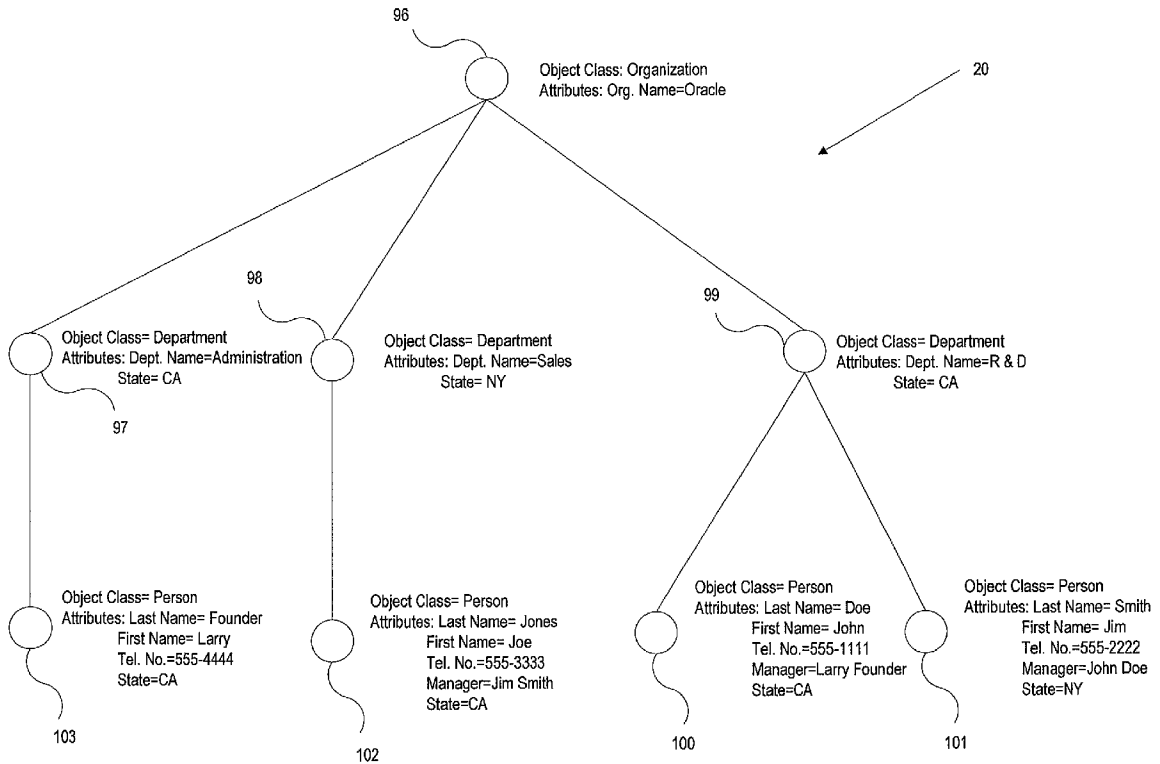 96
Object Class: Organization
Attributes: Org. Name=Oracle
20
98
99
Object Class= Department
Attributes: Dept. Name=Administration
State= CA
97
Object Class= Department
Attributes: Dept. Name=Sales
State= NY
Object Class= Department
Attributes: Dept. Name=R & D
State= CA
Object Class= Person
Attributes: Last Name= Founder
First Name= Larry
Tel. No.=555-4444
State=CA
103
Object Class= Person
Attributes: Last Name= Jones
First Name= Joe
Tel. No.=555-3333
Manager=Jim Smith
State=CA
102
Object Class= Person
Attributes: Last Name= Doe
First Name= John
Tel. No.=555-1111
Manager=Larry Founder
State=CA
100
Object Class= Person
Attributes: Last Name= Smith
First Name= Jim
Tel. No.=555-2222
Manager=John Doe
State=NY
101